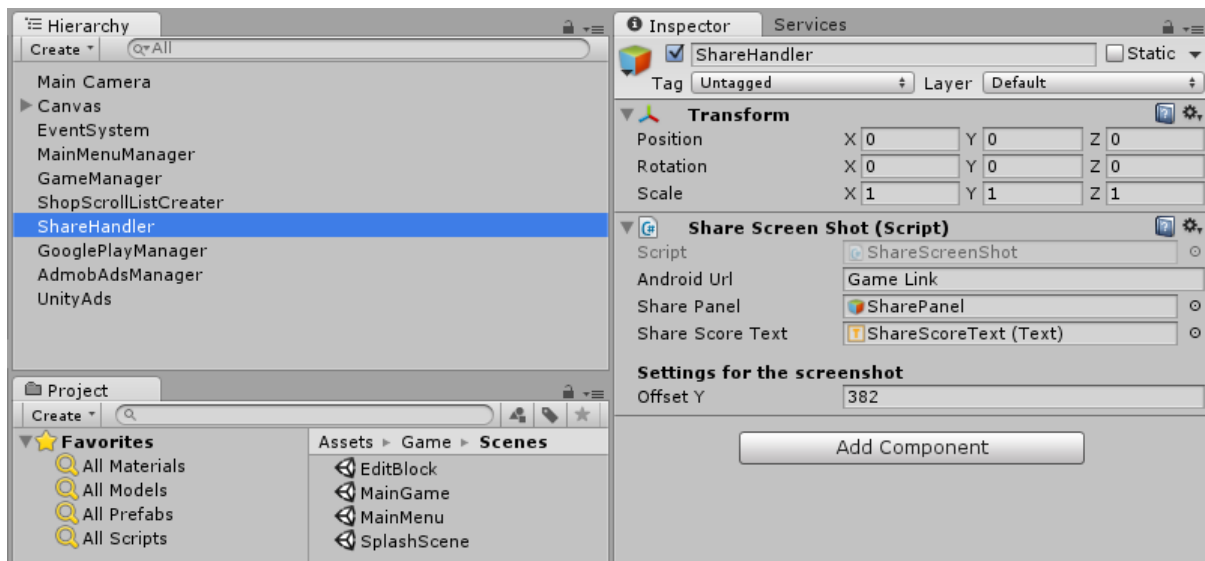 Hierarchy
Create
All
Main Camera
Canvas
EventSystem
MainMenuManager
GameManager
ShopScrollListCreater
ShareHandler
GooglePlayManager
AdmobAdsManager
UnityAds
Project
Create
Favorites
All Materials
All Models
All Prefabs
All Scripts
Assets Game Scenes
EditBlock
MainGame
MainMenu
SplashScene
Inspector Services
ShareHandler Static
Tag Untagged Layer Default
Transform
Position X 0 Y 0 Z 0
Rotation X 0 Y 0 Z 0
Scale X 1 Y 1 Z 1
C# Share Screen Shot (Script)
Script ShareScreenShot
Android Url Game Link
Share Panel SharePanel
Share Score Text T ShareScoreText (Text)
Settings for the screenshot
Offset Y 382
Add Component